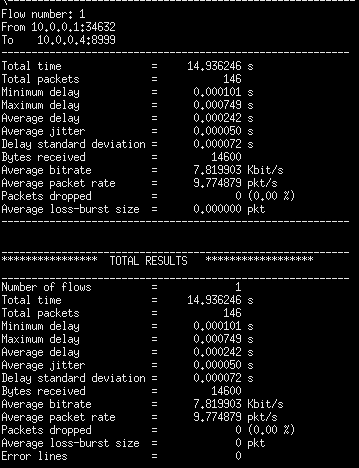 Flow number: 1
From 10.0.0.1:34632
To    10.0.0.4:8999
----------------------------------------------------------
Total time               =     14.936246 s
Total packets            =           146
Minimum delay            =      0.000101 s
Maximum delay            =      0.000749 s
Average delay            =      0.000242 s
Average jitter           =      0.000050 s
Delay standard deviation =      0.000072 s
Bytes received           =         14600
Average bitrate          =      7.819903 Kbit/s
Average packet rate      =      9.774879 pkt/s
Packets dropped          =             0 (0.00 %)
Average loss-burst size  =      0.000000 pkt
----------------------------------------------------------
----------------------------------------------------------
****************  TOTAL RESULTS   ******************
----------------------------------------------------------
Number of flows          =             1
Total time               =     14.936246 s
Total packets            =           146
Minimum delay            =      0.000101 s
Maximum delay            =      0.000749 s
Average delay            =      0.000242 s
Average jitter           =      0.000050 s
Delay standard deviation =      0.000072 s
Bytes received           =         14600
Average bitrate          =      7.819903 Kbit/s
Average packet rate      =      9.774879 pkt/s
Packets dropped          =             0 (0.00 %)
Average loss-burst size  =             0 pkt
Error lines              =             0